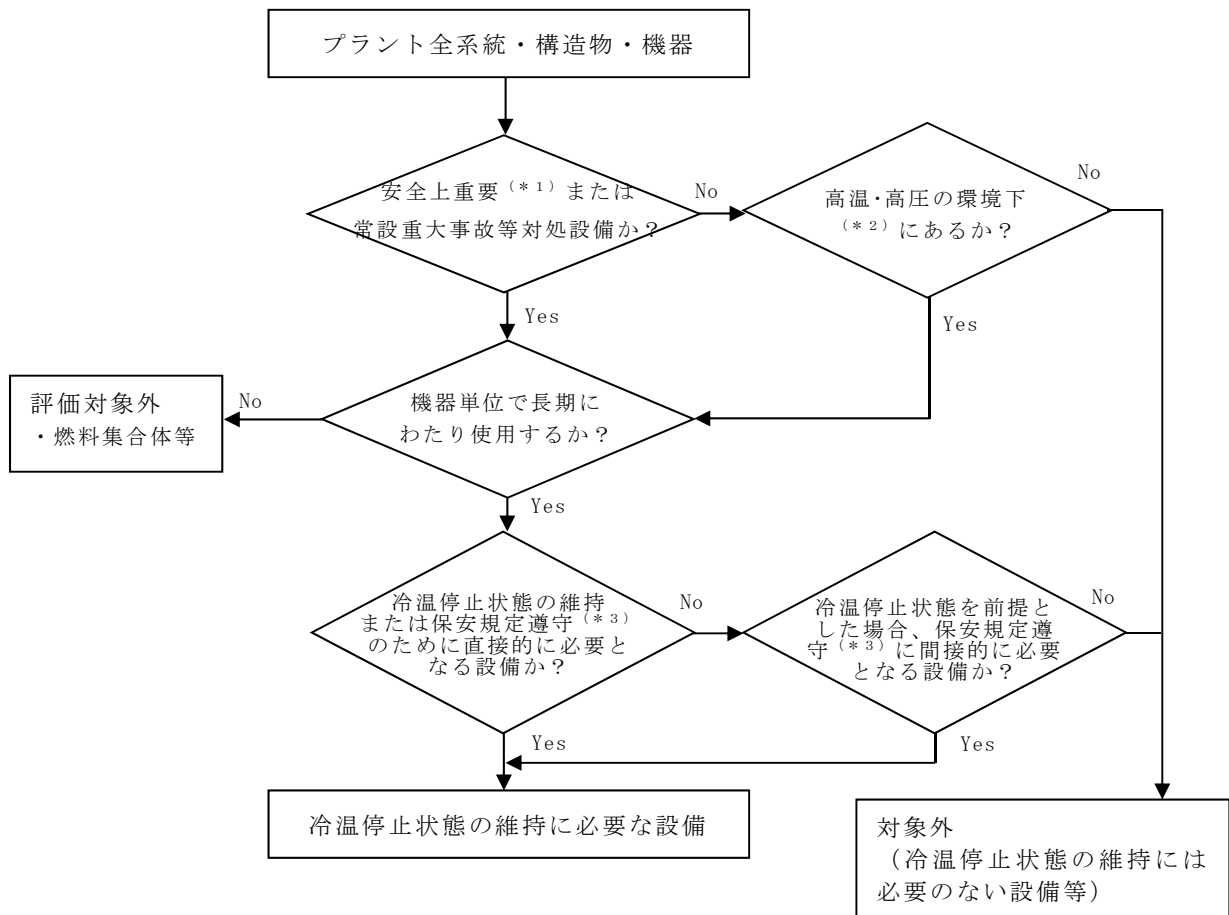 プラント全系統・構造物・機器
安全上重要(*1)または
常設重大事故等対処設備か？
No
高温・高圧の環境下
(*2)にあるか？
No
Yes
Yes
評価対象外
・燃料集合体等
No
機器単位で長期に
わたり使用するか？
Yes
冷温停止状態の維持
または保安規定遵守(*3)
のために直接的に必要と
なる設備か？
No
冷温停止状態を前提と
した場合、保安規定遵
守(*3)に間接的に必要
となる設備か？
No
Yes
Yes
冷温停止状態の維持に必要な設備
対象外
（冷温停止状態の維持には
必要のない設備等）